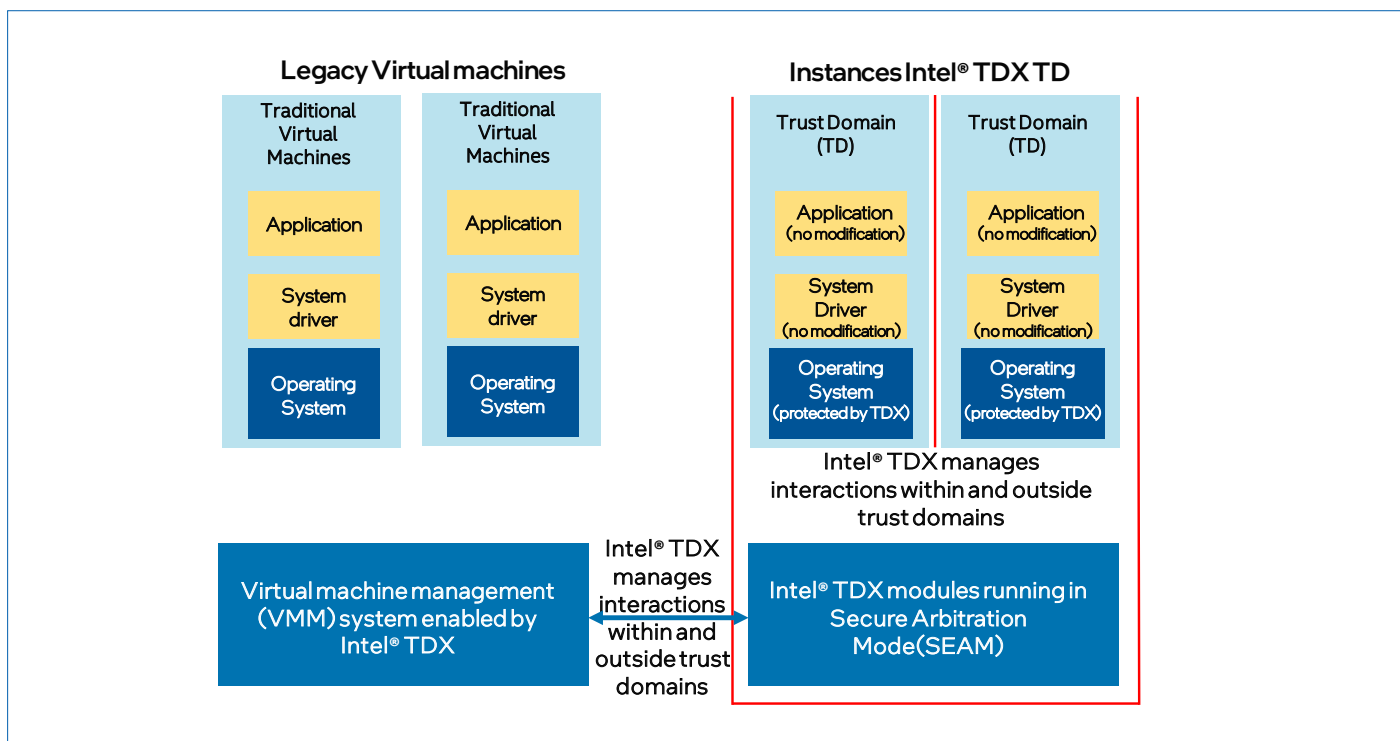 Legacy Virtual machines
Traditional
Virtual
Machines
Application
System
driver
Operating
System
Traditional
Virtual
Machines
Application
System
driver
Operating
System
Instances Intel® TDX TD
Trust Domain
(TD)
Application
(no modification)
System
Driver
(no modification)
Operating
System
(protected by TDX)
Trust Domain
(TD)
Application
(no modification)
System
Driver
(no modification)
Operating
System
(protected by TDX)
Intel® TDX manages
interactions within and outside
trust domains
Virtual machine management
(VMM) system enabled by
Intel® TDX
Intel® TDX
manages
interactions
within and
outside trust
domains
Intel® TDX modules running in
Secure Arbitration
Mode(SEAM)